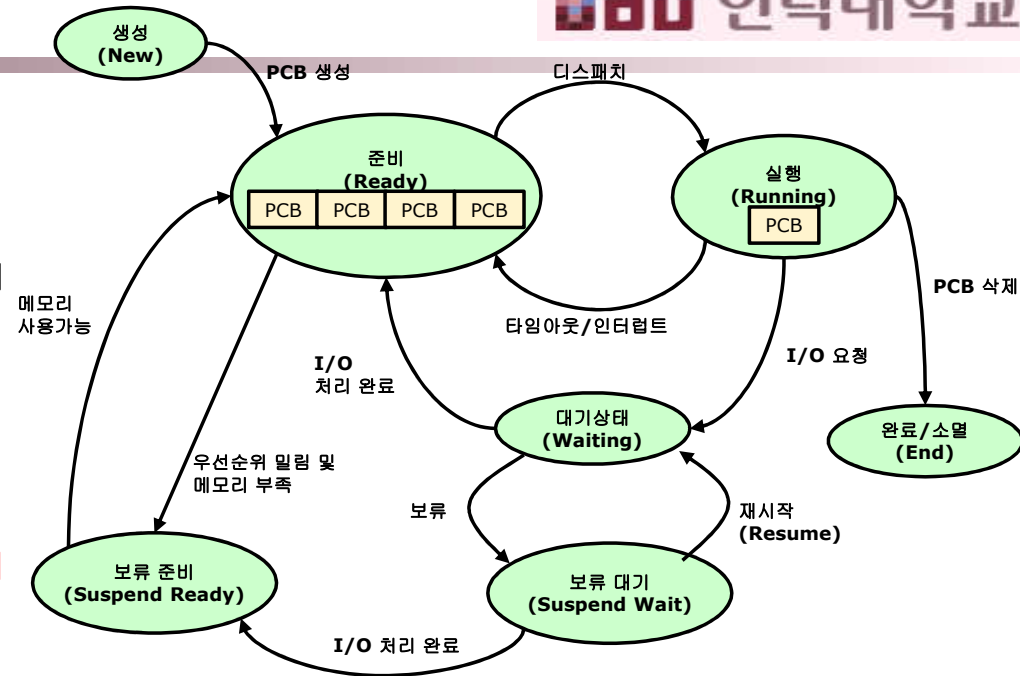 생성
(New)
PCB 생성
디스패치
준비
(Ready)
PCB PCB PCB PCB
실행
(Running)
PCB
PCB 삭제
메모리
사용가능
타임아웃/인터럽트
I/O
처리 완료
I/O 요청
대기상태
(Waiting)
완료/소멸
(End)
우선순위 밀림 및
메모리 부족
보류
재시작
(Resume)
보류 준비
(Suspend Ready)
보류 대기
(Suspend Wait)
I/O 처리 완료